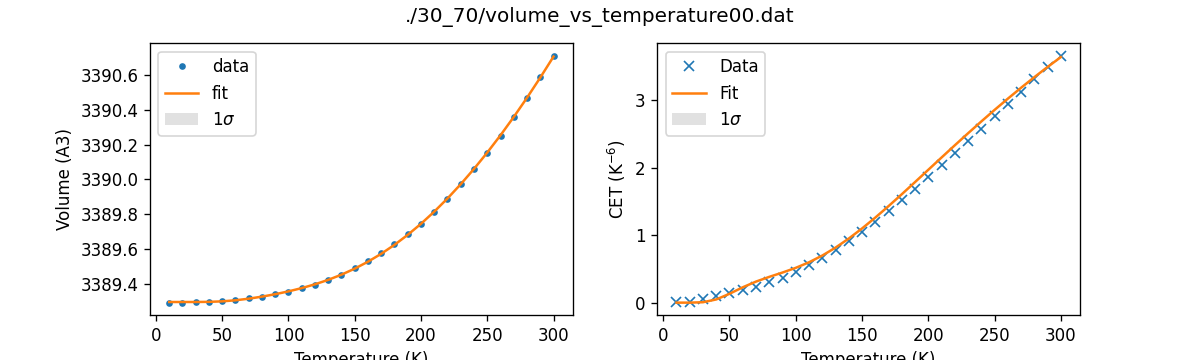 ./30_70/volume_vs_temperature00.dat
Volume (A3)
3390.6
3390.4
3390.2
3390.0
3389.8
3389.6
3389.4
data
fit
1σ
0 50 100 150 200 250 300
Temperature (K)
CET (K⁻⁶)
3
2
1
0
Data
Fit
1σ
0 50 100 150 200 250 300
Temperature (K)